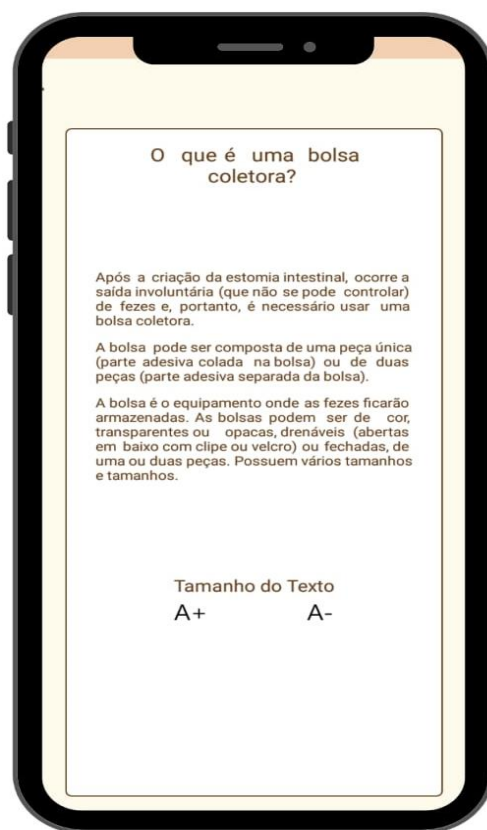 O que é uma bolsa
coletora?
Após a criação da estomia intestinal, ocorre a
saída involuntária (que não se pode controlar)
de fezes e, portanto, é necessário usar uma
bolsa coletora.
A bolsa pode ser composta de uma peça única
(parte adesiva colada na bolsa) ou de duas
peças (parte adesiva separada da bolsa).
A bolsa é o equipamento onde as fezes ficarão
armazenadas. As bolsas podem ser de cor,
transparentes ou opacas, drenáveis (abertas
em baixo com clipe ou velcro) ou fechadas, de
uma ou duas peças. Possuem vários tamanhos
e tamanhos.
Tamanho do Texto
A+ A-